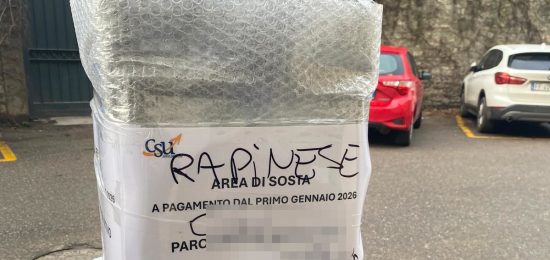 CSU
RAPINESE
AREA DI SOSTA
A PAGAMENTO DAL PRIMO GENNAIO 2026